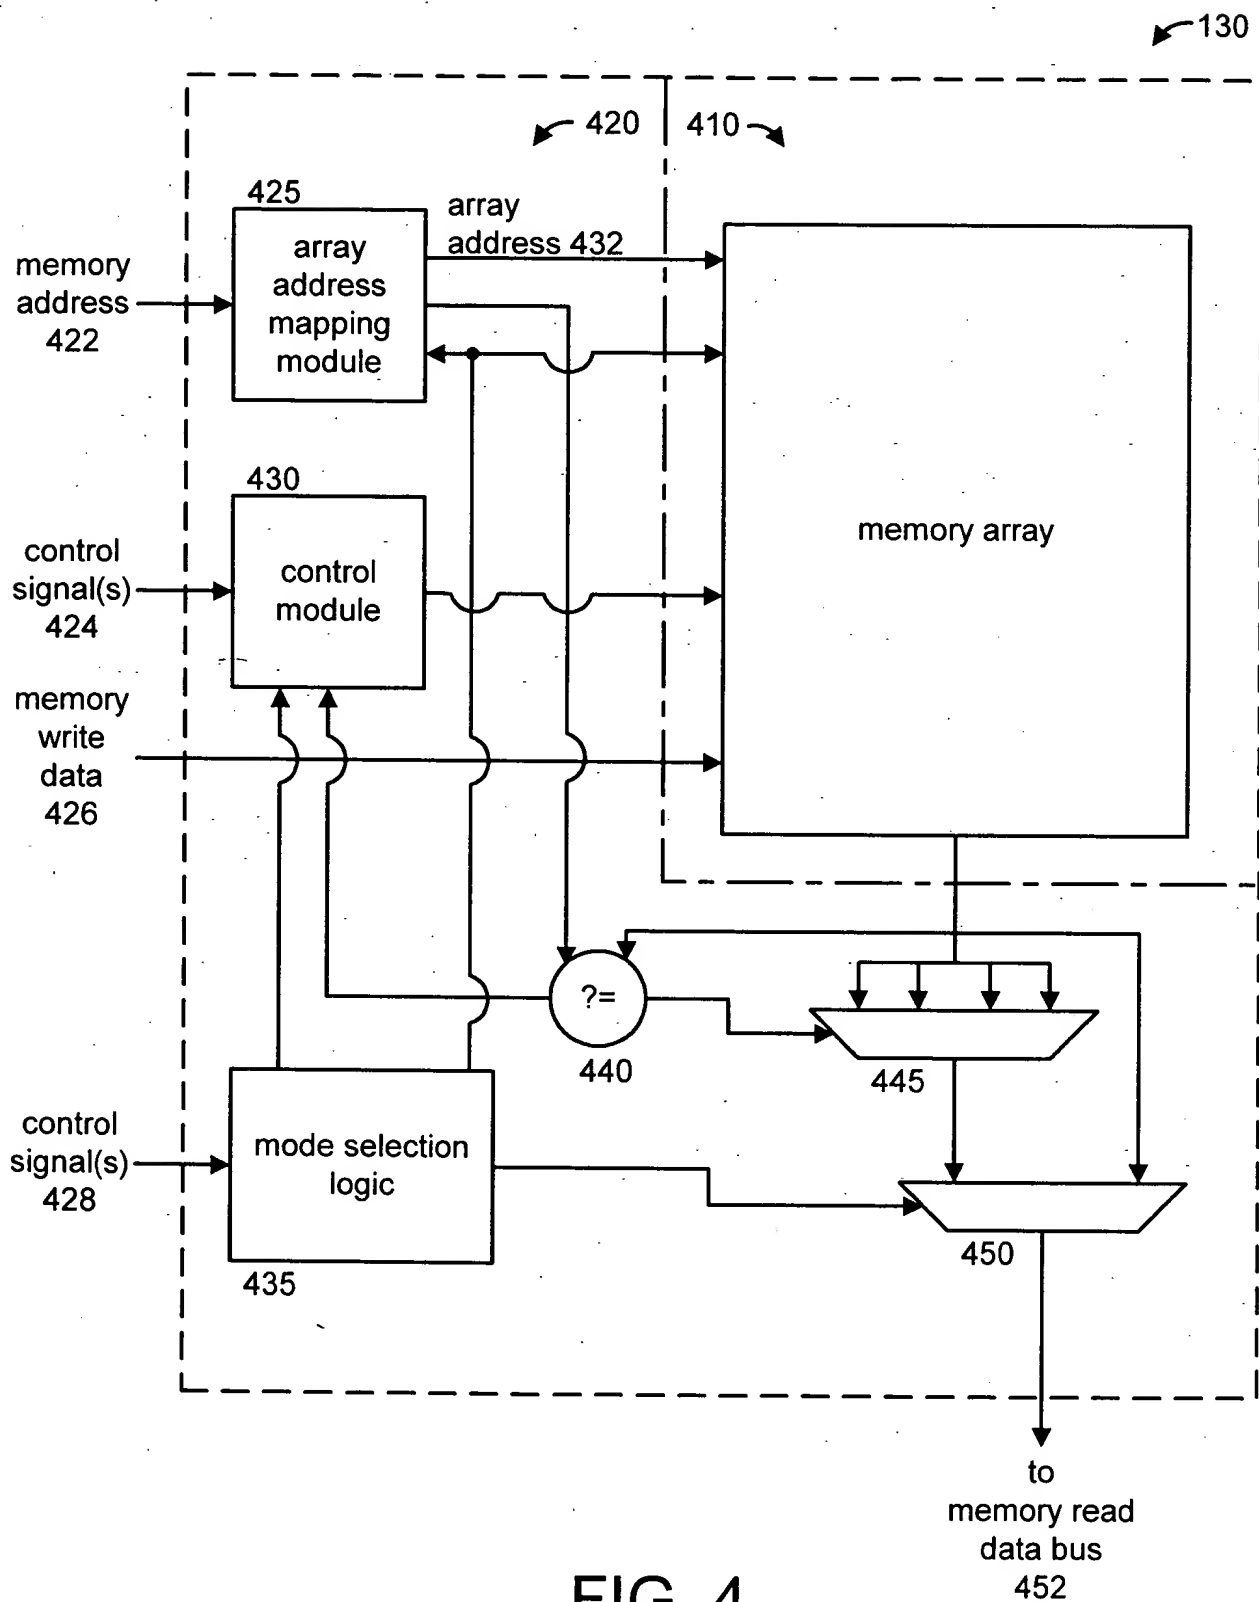 130
420
410
425
array
address 432
array
address
mapping
module
memory
address
422
430
control
module
control
signal(s)
424
memory array
memory
write
data
426
?=
440
445
control
signal(s)
428
mode selection
logic
435
450
to
memory read
data bus
452
FIG. 4